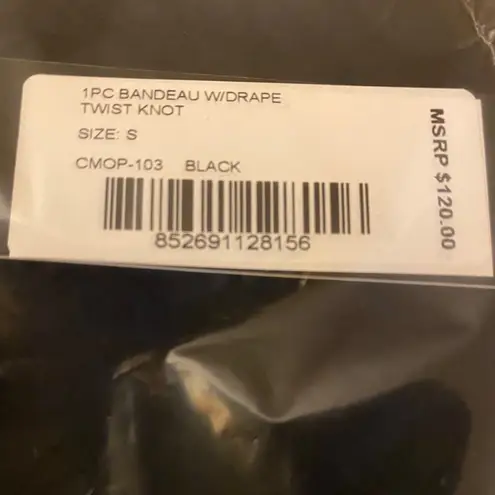 1PC BANDEAU W/DRAPE
TWIST KNOT
SIZE: S
CMOP-103 BLACK
852691128156
MSRP $120.00